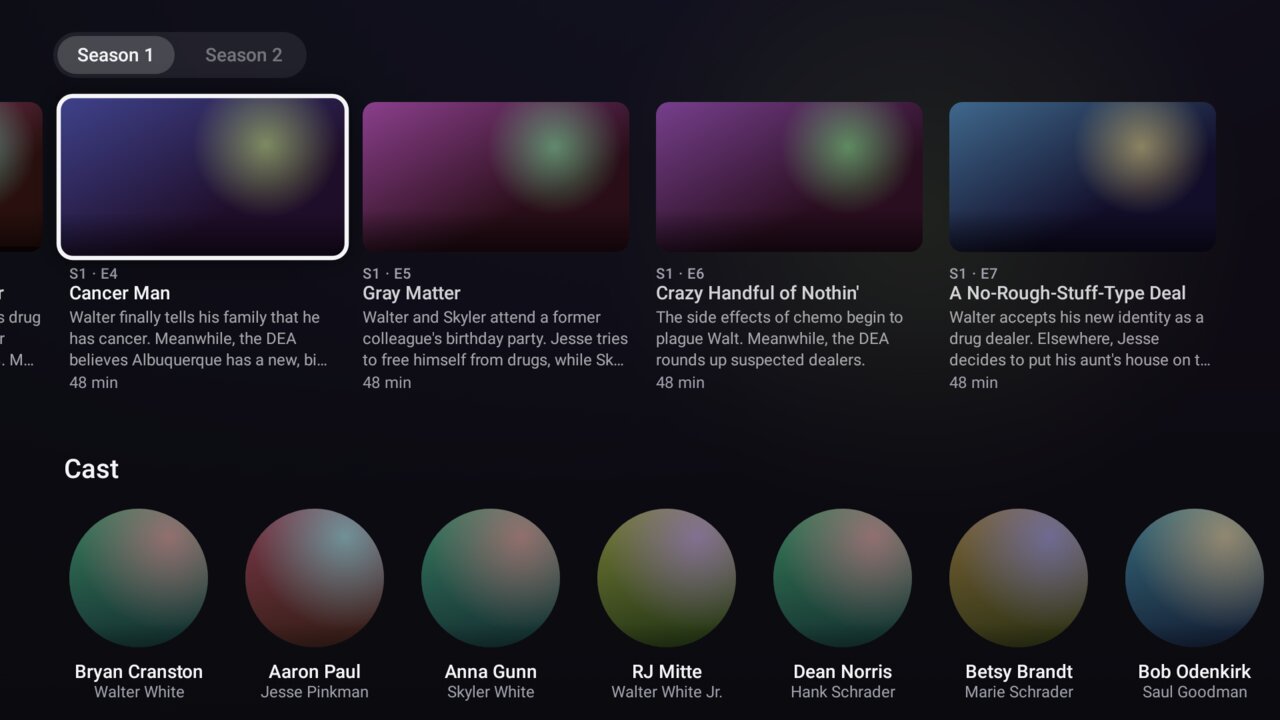 Season 1
Season 2
r
s drug
r
. M...
S1 · E4
Cancer Man
Walter finally tells his family that he
has cancer. Meanwhile, the DEA
believes Albuquerque has a new, bi...
48 min
S1 · E5
Gray Matter
Walter and Skyler attend a former
colleague's birthday party. Jesse tries
to free himself from drugs, while Sk...
48 min
S1 · E6
Crazy Handful of Nothin'
The side effects of chemo begin to
plague Walt. Meanwhile, the DEA
rounds up suspected dealers.
48 min
S1 · E7
A No-Rough-Stuff-Type Deal
Walter accepts his new identity as a
drug dealer. Elsewhere, Jesse
decides to put his aunt's house on t...
48 min
Cast
Bryan Cranston
Walter White
Aaron Paul
Jesse Pinkman
Anna Gunn
Skyler White
RJ Mitte
Walter White Jr.
Dean Norris
Hank Schrader
Betsy Brandt
Marie Schrader
Bob Odenkirk
Saul Goodman